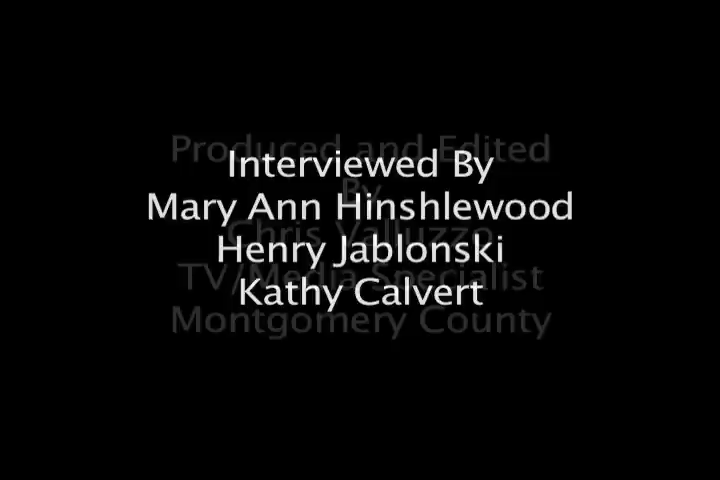 Interviewed By
Mary Ann Hinshlewood
Henry Jablonski
Kathy Calvert
Produced and Edited
By
Chris Valluzzo
TV/Media Specialist
Montgomery County